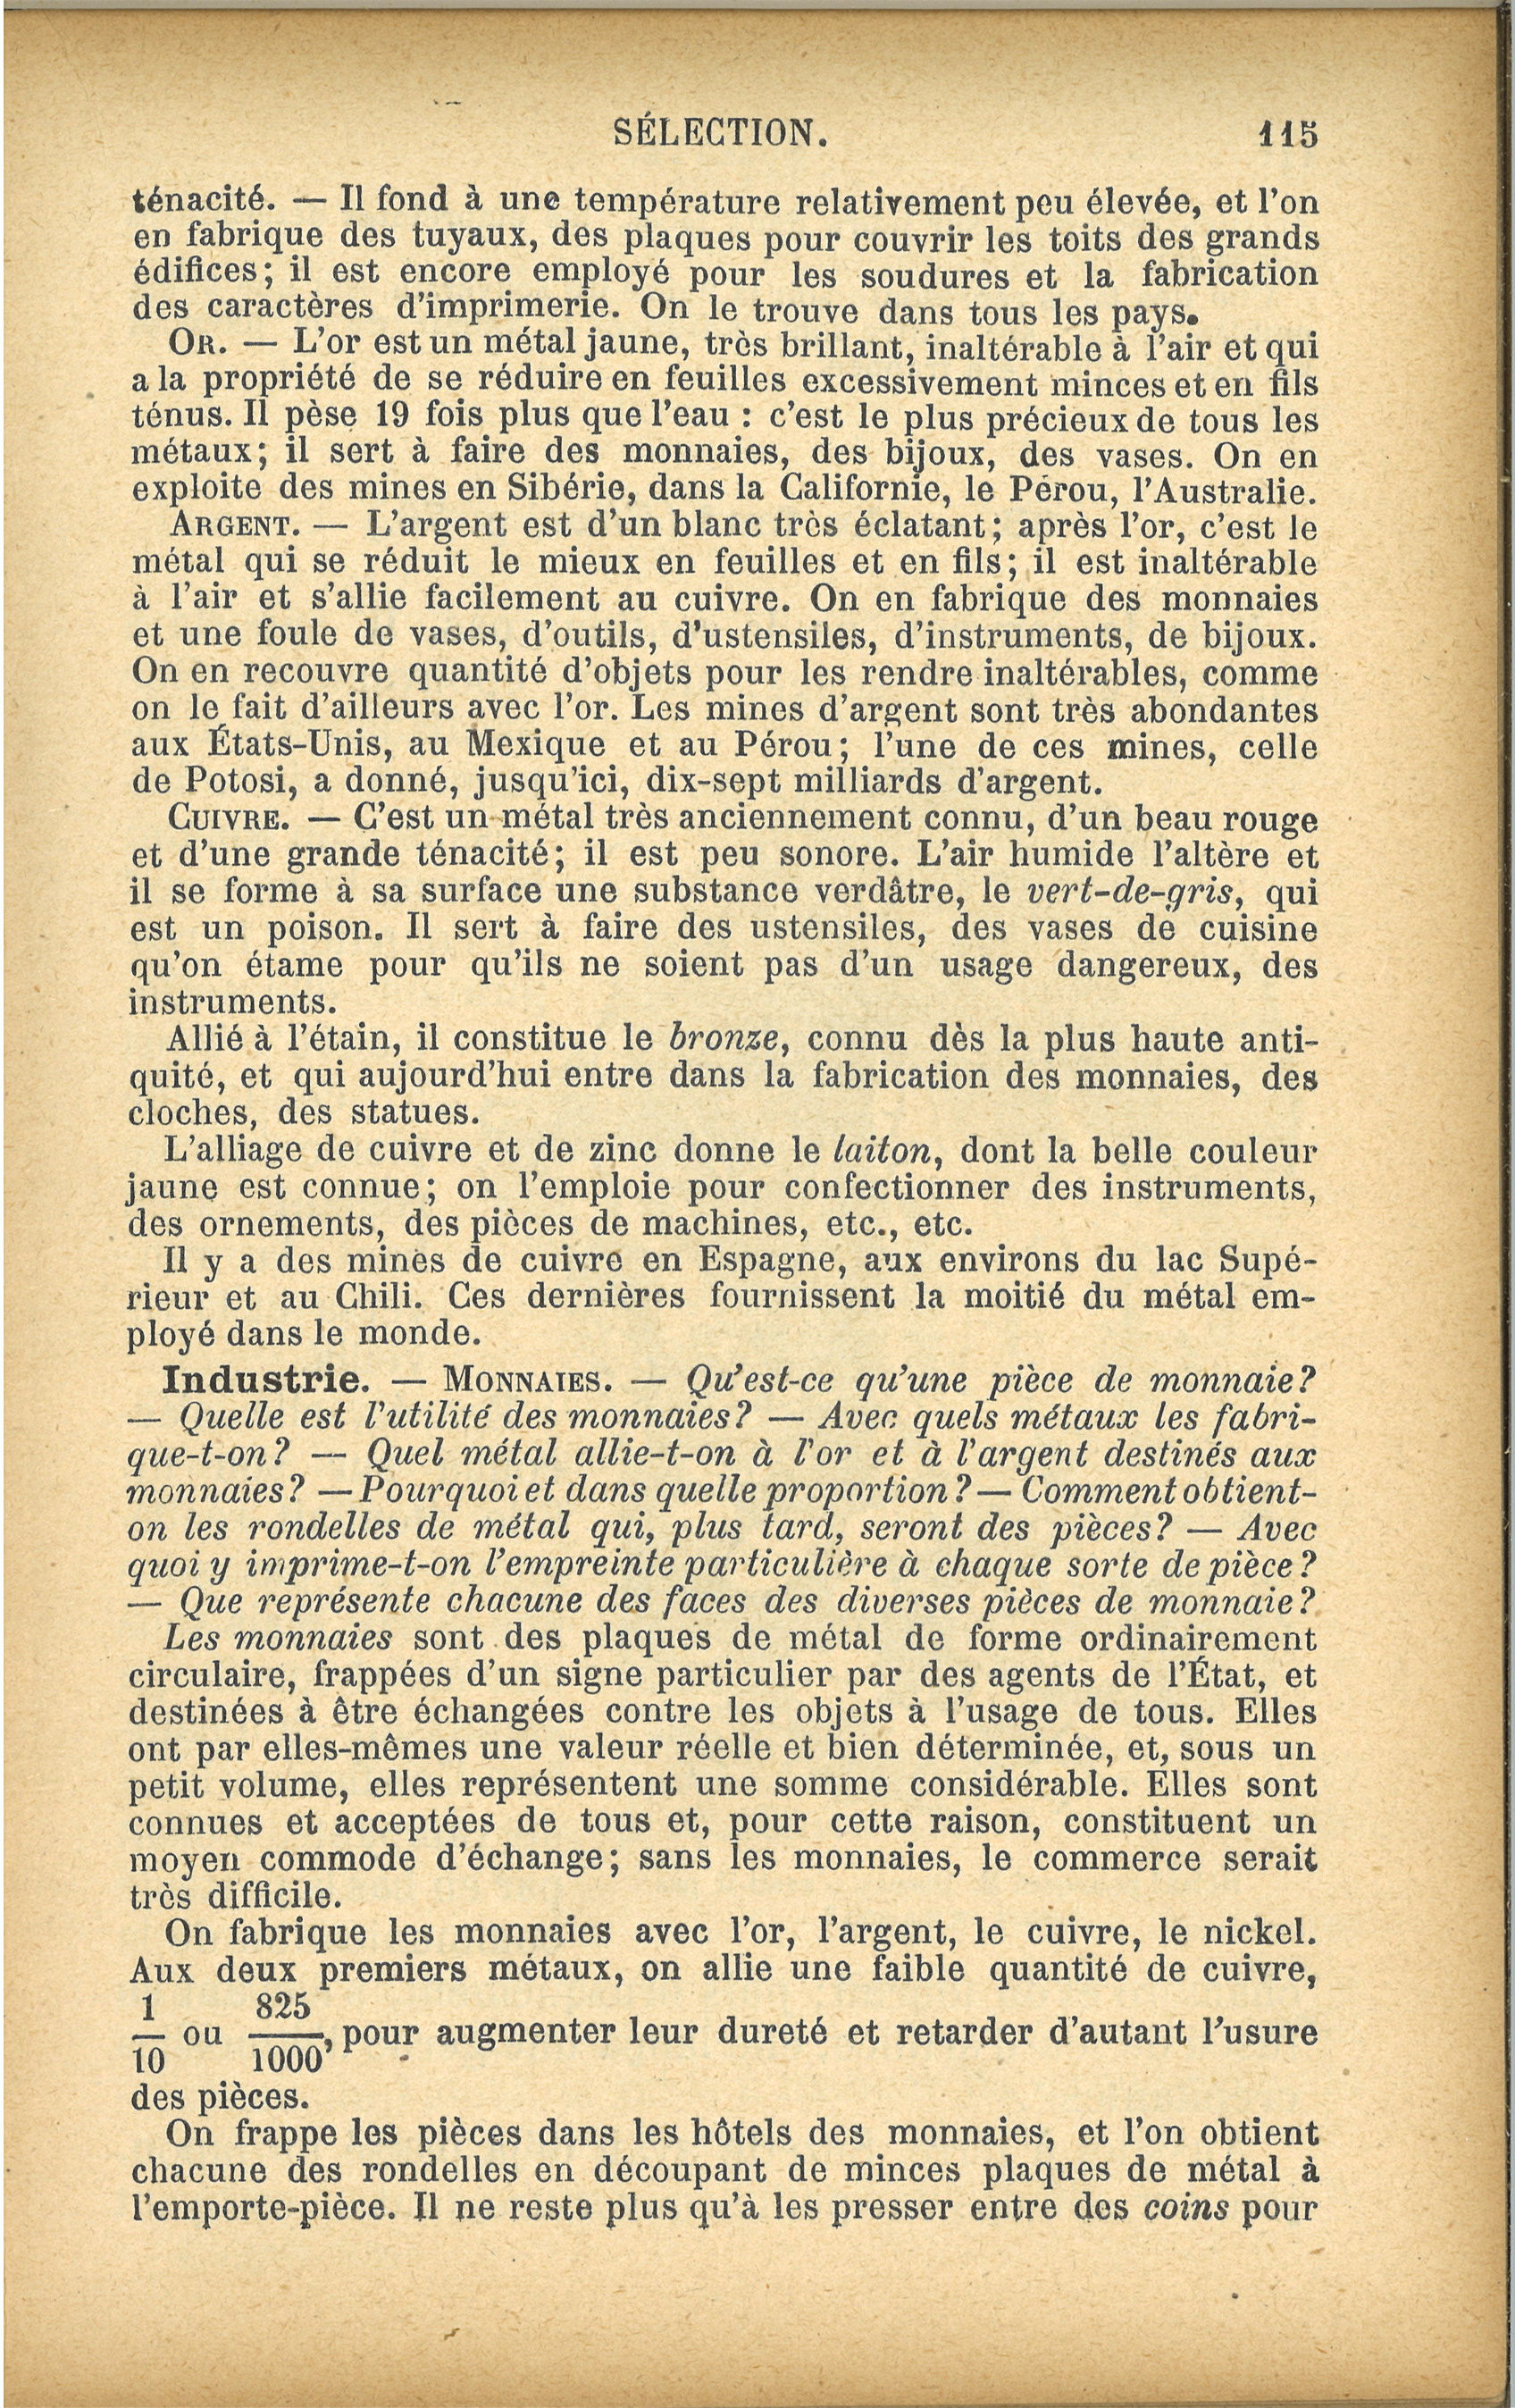 SÉLECTION. 115
ténacité. — Il fond à une température relativement peu élevée, et l'on
en fabrique des tuyaux, des plaques pour couvrir les toits des grands
édifices; il est encore employé pour les soudures et la fabrication
des caractères d'imprimerie. On le trouve dans tous les pays.
OR. — L'or est un métal jaune, très brillant, inaltérable à l'air et qui
a la propriété de se réduire en feuilles excessivement minces et en fils
ténus. Il pèse 19 fois plus que l'eau : c'est le plus précieux de tous les
métaux; il sert à faire des monnaies, des bijoux, des vases. On en
exploite des mines en Sibérie, dans la Californie, le Pérou, l'Australie.
ARGENT. — L'argent est d'un blanc très éclatant; après l'or, c'est le
métal qui se réduit le mieux en feuilles et en fils; il est inaltérable
à l'air et s'allie facilement au cuivre. On en fabrique des monnaies
et une foule de vases, d'outils, d'ustensiles, d'instruments, de bijoux.
On en recouvre quantité d'objets pour les rendre inaltérables, comme
on le fait d'ailleurs avec l'or. Les mines d'argent sont très abondantes
aux États-Unis, au Mexique et au Pérou; l'une de ces mines, celle
de Potosi, a donné, jusqu'ici, dix-sept milliards d'argent.
CUIVRE. — C'est un métal très anciennement connu, d'un beau rouge
et d'une grande ténacité; il est peu sonore. L'air humide l'altère et
il se forme à sa surface une substance verdâtre, le vert-de-gris, qui
est un poison. Il sert à faire des ustensiles, des vases de cuisine
qu'on étame pour qu'ils ne soient pas d'un usage dangereux, des
instruments.
Allié à l'étain, il constitue le bronze, connu dès la plus haute anti-
quité, et qui aujourd'hui entre dans la fabrication des monnaies, des
cloches, des statues.
L'alliage de cuivre et de zinc donne le laiton, dont la belle couleur
jaune est connue; on l'emploie pour confectionner des instruments,
des ornements, des pièces de machines, etc., etc.
Il y a des mines de cuivre en Espagne, aux environs du lac Supé-
rieur et au Chili. Ces dernières fournissent la moitié du métal em-
ployé dans le monde.
Industrie. — MONNAIES. — Qu'est-ce qu'une pièce de monnaie?
— Quelle est l'utilité des monnaies? — Avec quels métaux les fabri-
que-t-on? — Quel métal allie-t-on à l'or et à l'argent destinés aux
monnaies? — Pourquoi et dans quelle proportion? — Comment obtient-
on les rondelles de métal qui, plus tard, seront des pièces? — Avec
quoi y imprime-t-on l'empreinte particulière à chaque sorte de pièce?
— Que représente chacune des faces des diverses pièces de monnaie?
Les monnaies sont des plaques de métal de forme ordinairement
circulaire, frappées d'un signe particulier par des agents de l'État, et
destinées à être échangées contre les objets à l'usage de tous. Elles
ont par elles-mêmes une valeur réelle et bien déterminée, et, sous un
petit volume, elles représentent une somme considérable. Elles sont
connues et acceptées de tous et, pour cette raison, constituent un
moyen commode d'échange; sans les monnaies, le commerce serait
très difficile.
On fabrique les monnaies avec l'or, l'argent, le cuivre, le nickel.
Aux deux premiers métaux, on allie une faible quantité de cuivre,
1/10 ou 825/1000, pour augmenter leur dureté et retarder d'autant l'usure
des pièces.
On frappe les pièces dans les hôtels des monnaies, et l'on obtient
chacune des rondelles en découpant de minces plaques de métal à
l'emporte-pièce. Il ne reste plus qu'à les presser entre des coins pour